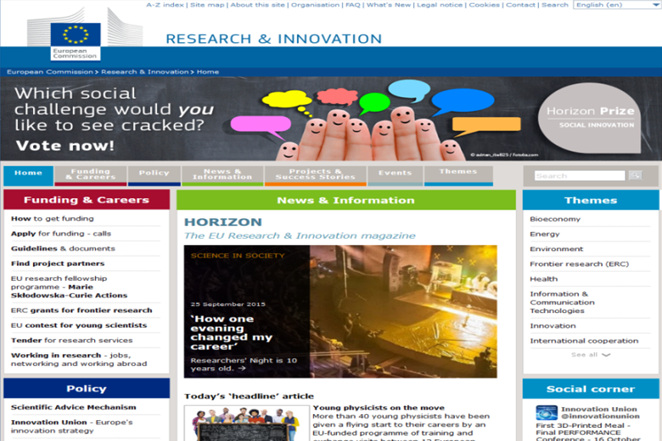 A-Z index | Site map | About this site | Organisation | FAQ | What's New | Legal notice | Cookies | Contact | Search English (en)
European
Commission
RESEARCH & INNOVATION
European Commission > Research & Innovation > Home
Which social
challenge would you
like to see cracked?
Vote now!
Horizon Prize
SOCIAL INNOVATION
Home
Funding
& Careers
Policy
News &
Information
Projects &
Success Stories
Events
Themes
Search
Funding & Careers
How to get funding
Apply for funding - calls
Guidelines & documents
Find project partners
EU research fellowship
programme - Marie
Skłodowska-Curie Actions
ERC grants for frontier research
EU contest for young scientists
Tender for research services
Working in research - jobs,
networking and working abroad
Policy
Scientific Advice Mechanism
Innovation Union - Europe's
innovation strategy
News & Information
HORIZON
The EU Research & Innovation magazine
SCIENCE IN SOCIETY
25 September 2015
'How one
evening
changed my
career'
Researchers' Night is 10
years old. →
Today's 'headline' article
Young physicists on the move
More than 40 young physicists have
been given a flying start to their careers by an
EU-funded programme of training and
Themes
Bioeconomy
Energy
Environment
Frontier research (ERC)
Health
Information &
Communication
Technologies
Innovation
International cooperation
See all
Social corner
Innovation Union
@innovationunion
First 3D-Printed Meal -
Final PERFORMANCE
Conference - 16 October